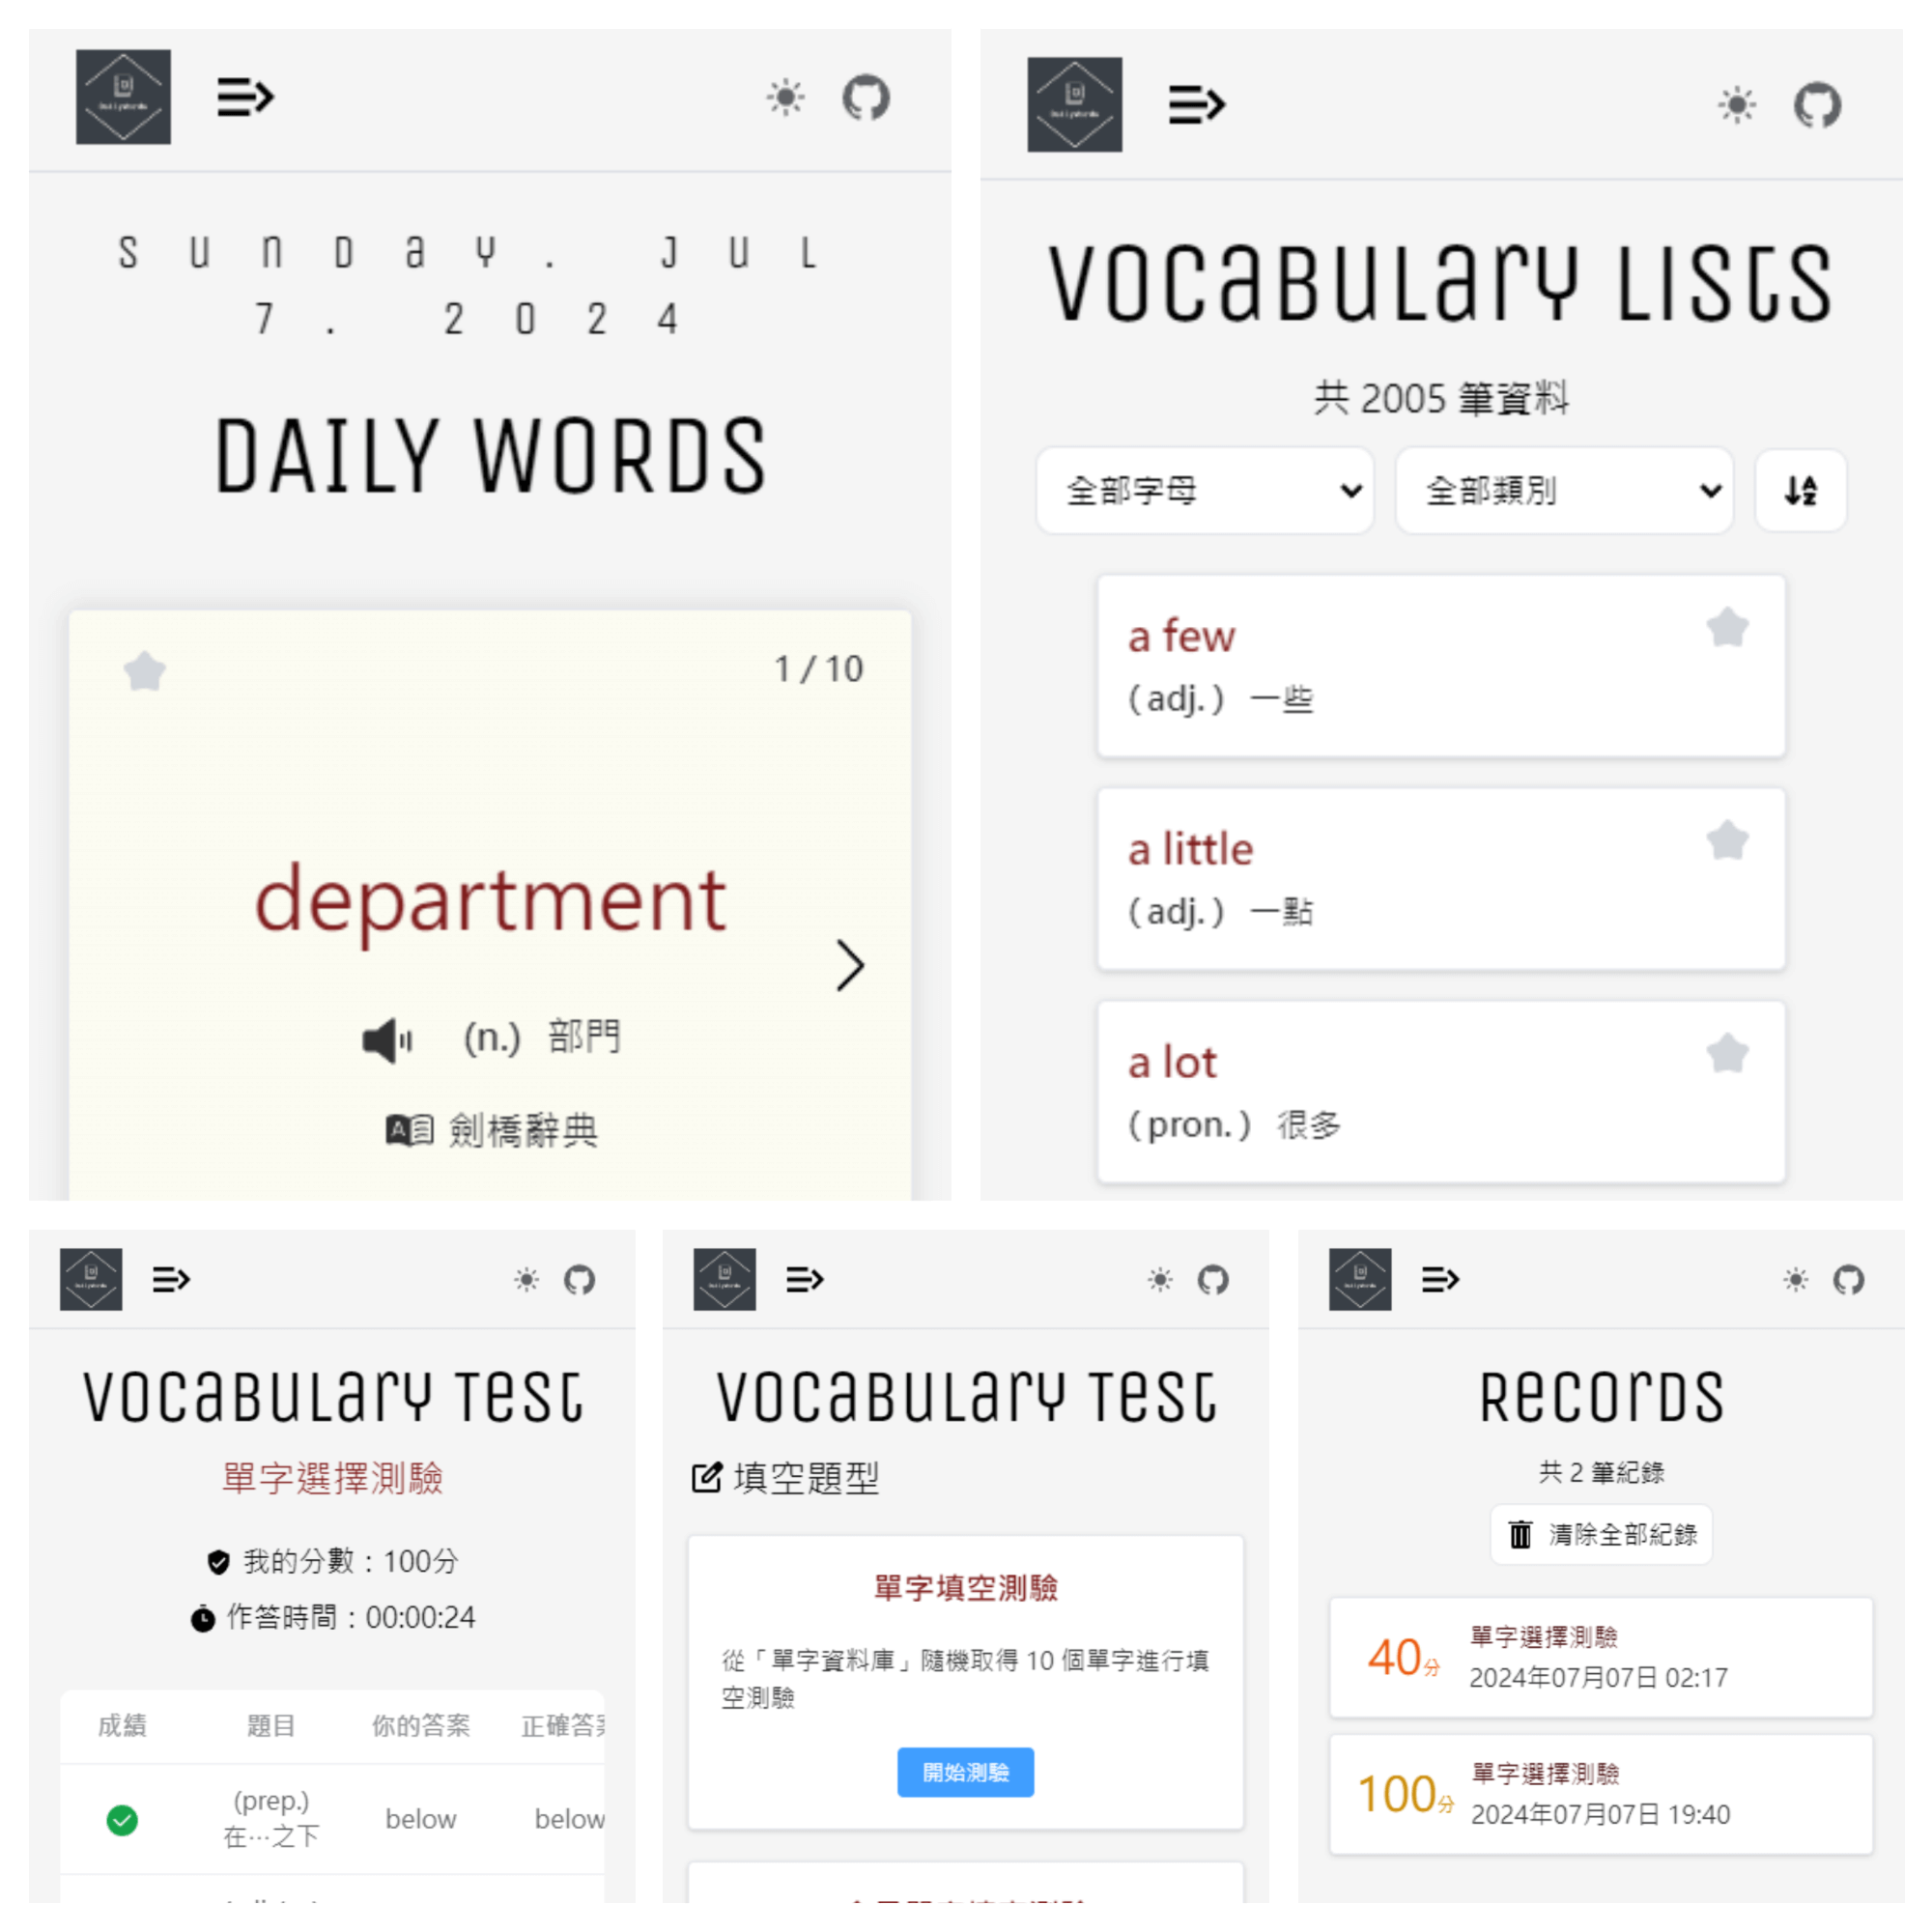 Sunday. Jul
7. 2024
DAILY WORDS
1 / 10
department
(n.) 部門
劍橋辭典
Vocabulary Lists
共 2005 筆資料
全部字母
全部類別
a few
(adj.) 一些
a little
(adj.) 一點
a lot
(pron.) 很多
Vocabulary Test
單字選擇測驗
我的分數：100分
作答時間：00:00:24
成績 題目 你的答案 正確答案
(prep.)
在…之下
below
below
Vocabulary Test
填空題型
單字填空測驗
從「單字資料庫」隨機取得 10 個單字進行填
空測驗
開始測驗
Records
共 2 筆紀錄
清除全部紀錄
40分
單字選擇測驗
2024年07月07日 02:17
100分
單字選擇測驗
2024年07月07日 19:40